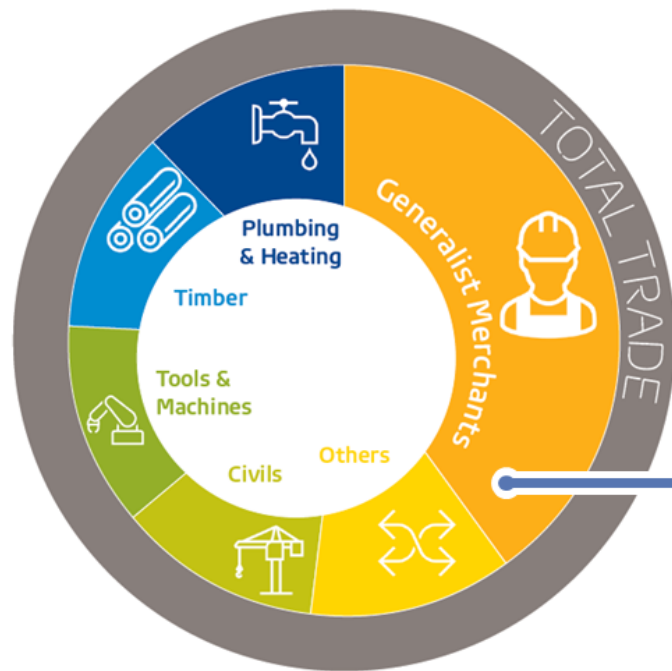 TOTAL TRADE
Generalist Merchants
Plumbing
& Heating
Timber
Tools &
Machines
Civils
Others